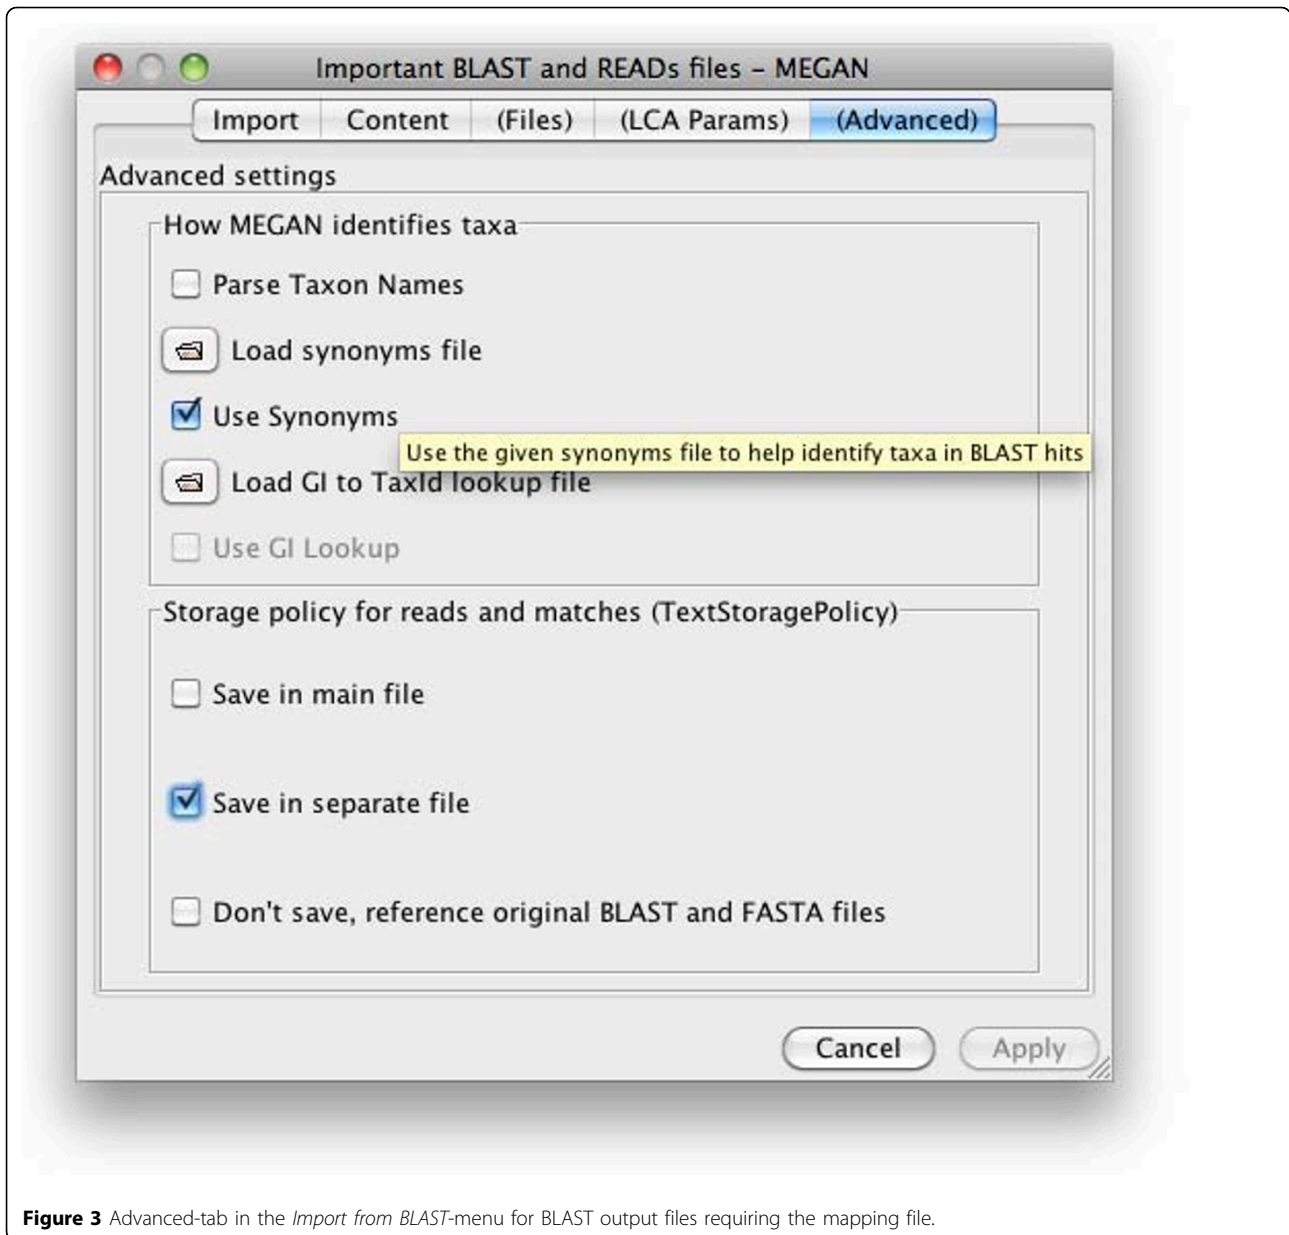 Important BLAST and READs files – MEGAN
Import Content (Files) (LCA Params) (Advanced)
Advanced settings
How MEGAN identifies taxa
Parse Taxon Names
Load synonyms file
Use Synonyms
Use the given synonyms file to help identify taxa in BLAST hits
Load GI to TaxId lookup file
Use GI Lookup
Storage policy for reads and matches (TextStoragePolicy)
Save in main file
Save in separate file
Don't save, reference original BLAST and FASTA files
Cancel Apply
Figure 3 Advanced-tab in the Import from BLAST-menu for BLAST output files requiring the mapping file.